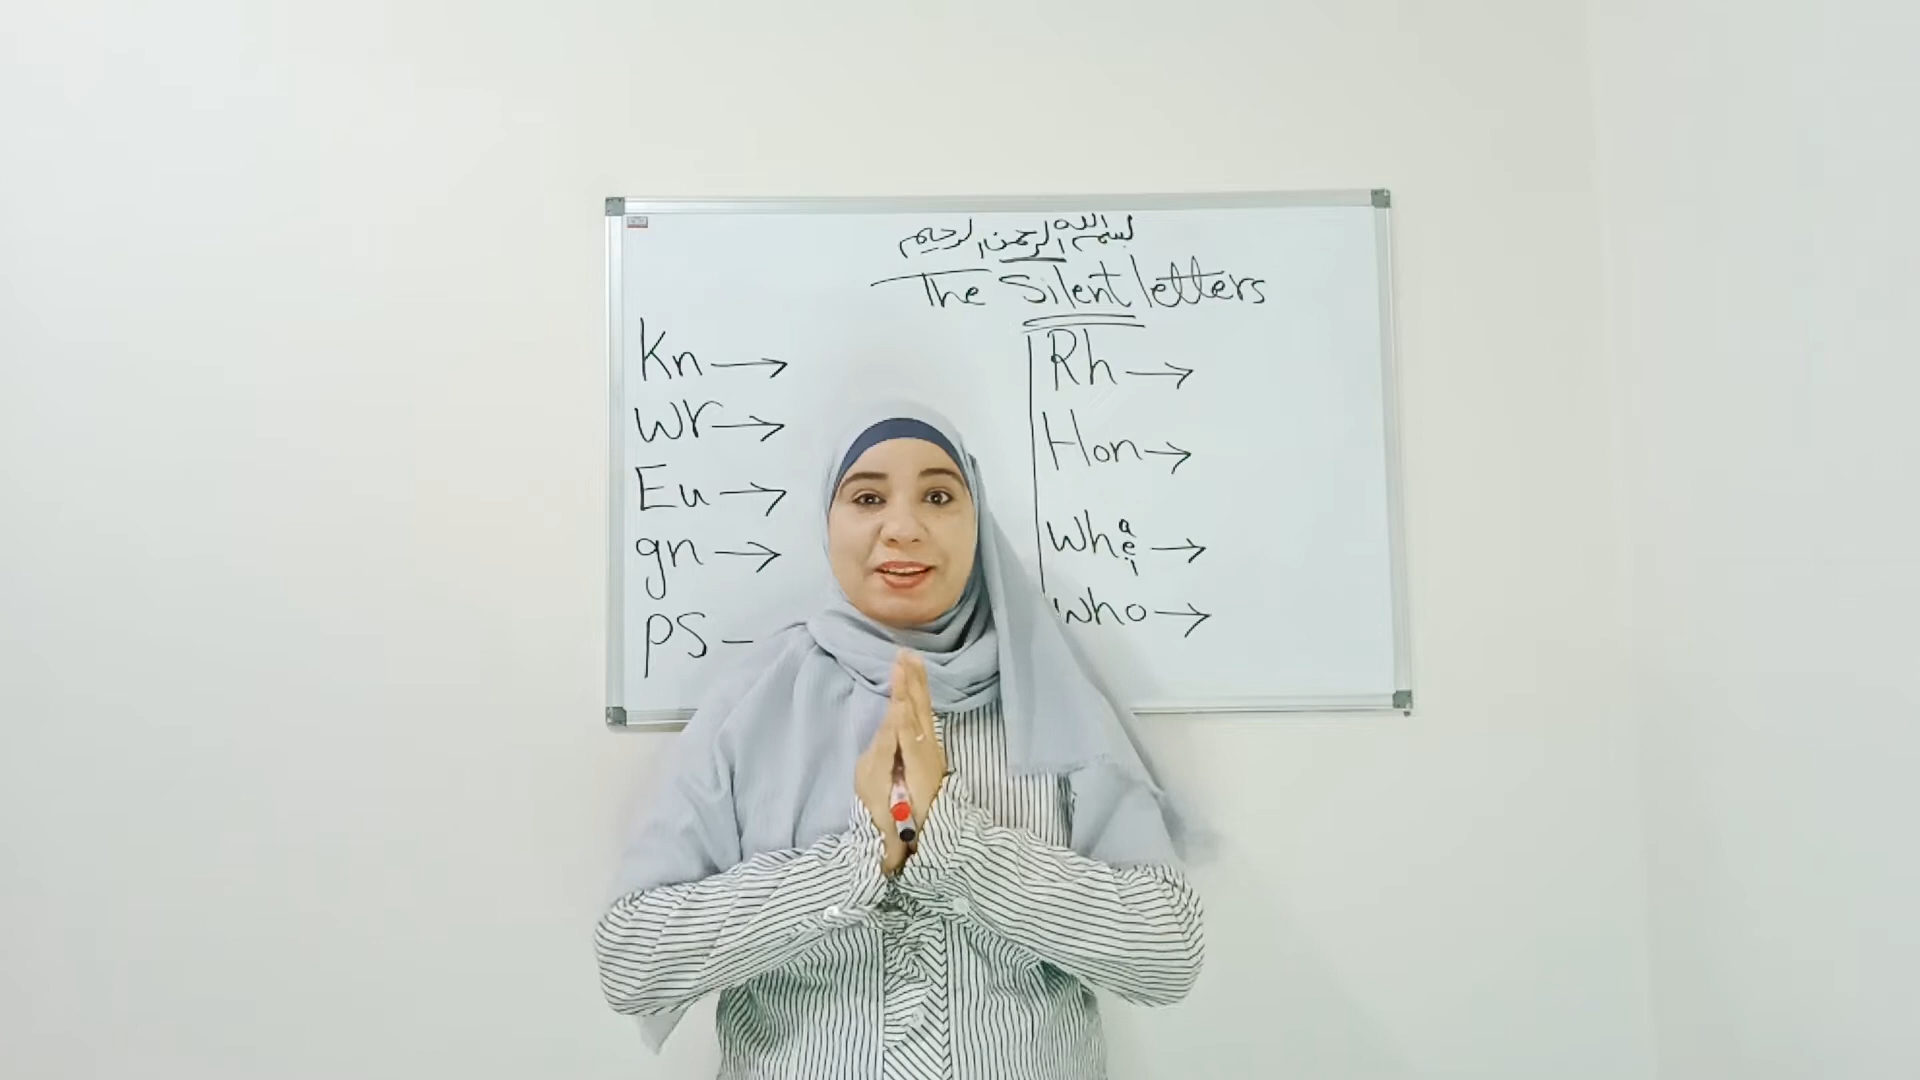 بسم الله الرحمن الرحيم
The Silent letters
Kn →
wr →
Eu →
gn →
PS –
Rh →
Hon →
Wh a e i →
Who →